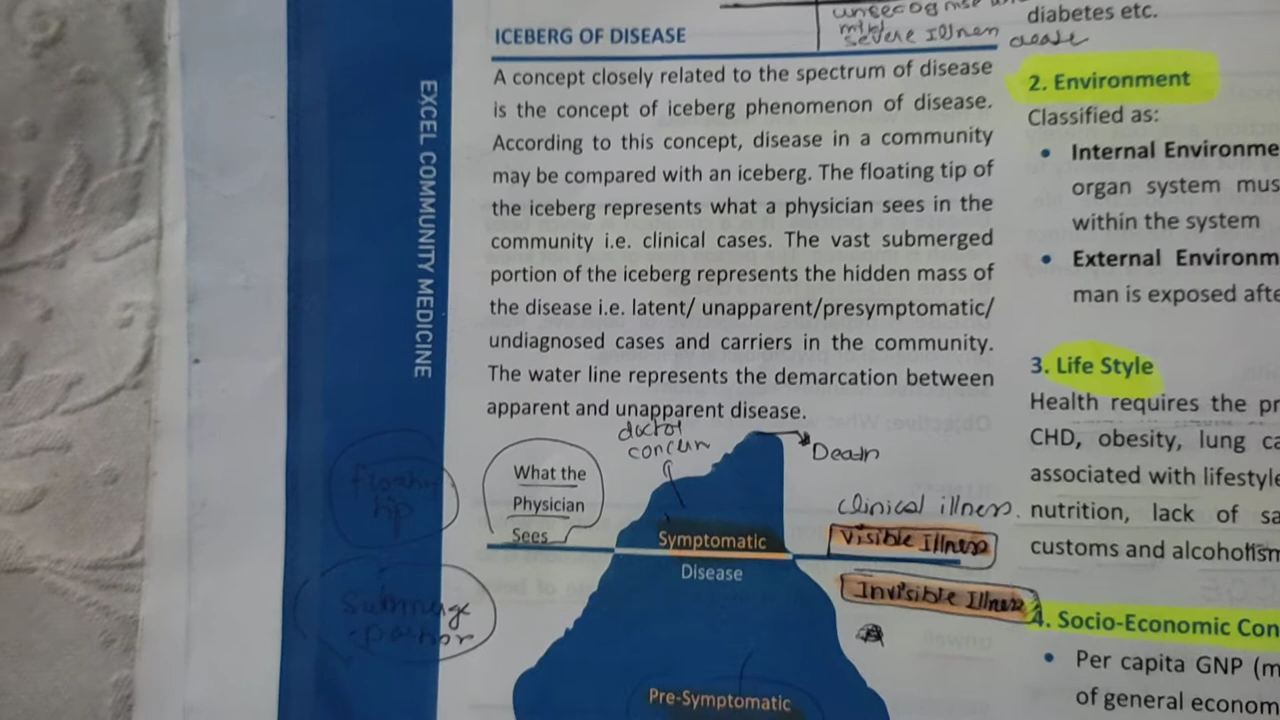 unrecognise
mild
severe Illness
ICEBERG OF DISEASE
A concept closely related to the spectrum of disease
is the concept of iceberg phenomenon of disease.
According to this concept, disease in a community
may be compared with an iceberg. The floating tip of
the iceberg represents what a physician sees in the
community i.e. clinical cases. The vast submerged
portion of the iceberg represents the hidden mass of
the disease i.e. latent/ unapparent/presymptomatic/
undiagnosed cases and carriers in the community.
The water line represents the demarcation between
apparent and unapparent disease.
doctor
concern
Death
What the
Physician
Sees
Clinical illness.
Symptomatic
Visible Illness
Disease
Invisible Illness
Pre-Symptomatic
tip
Submerge
EXCEL COMMUNITY MEDICINE
diabetes etc.
2. Environment
Classified as:
• Internal Environme
organ system mus
within the system
• External Environm
man is exposed afte
3. Life Style
Health requires the pr
CHD, obesity, lung ca
associated with lifestyle
nutrition, lack of sa
customs and alcoholism
4. Socio-Economic Con
• Per capita GNP (m
of general econom